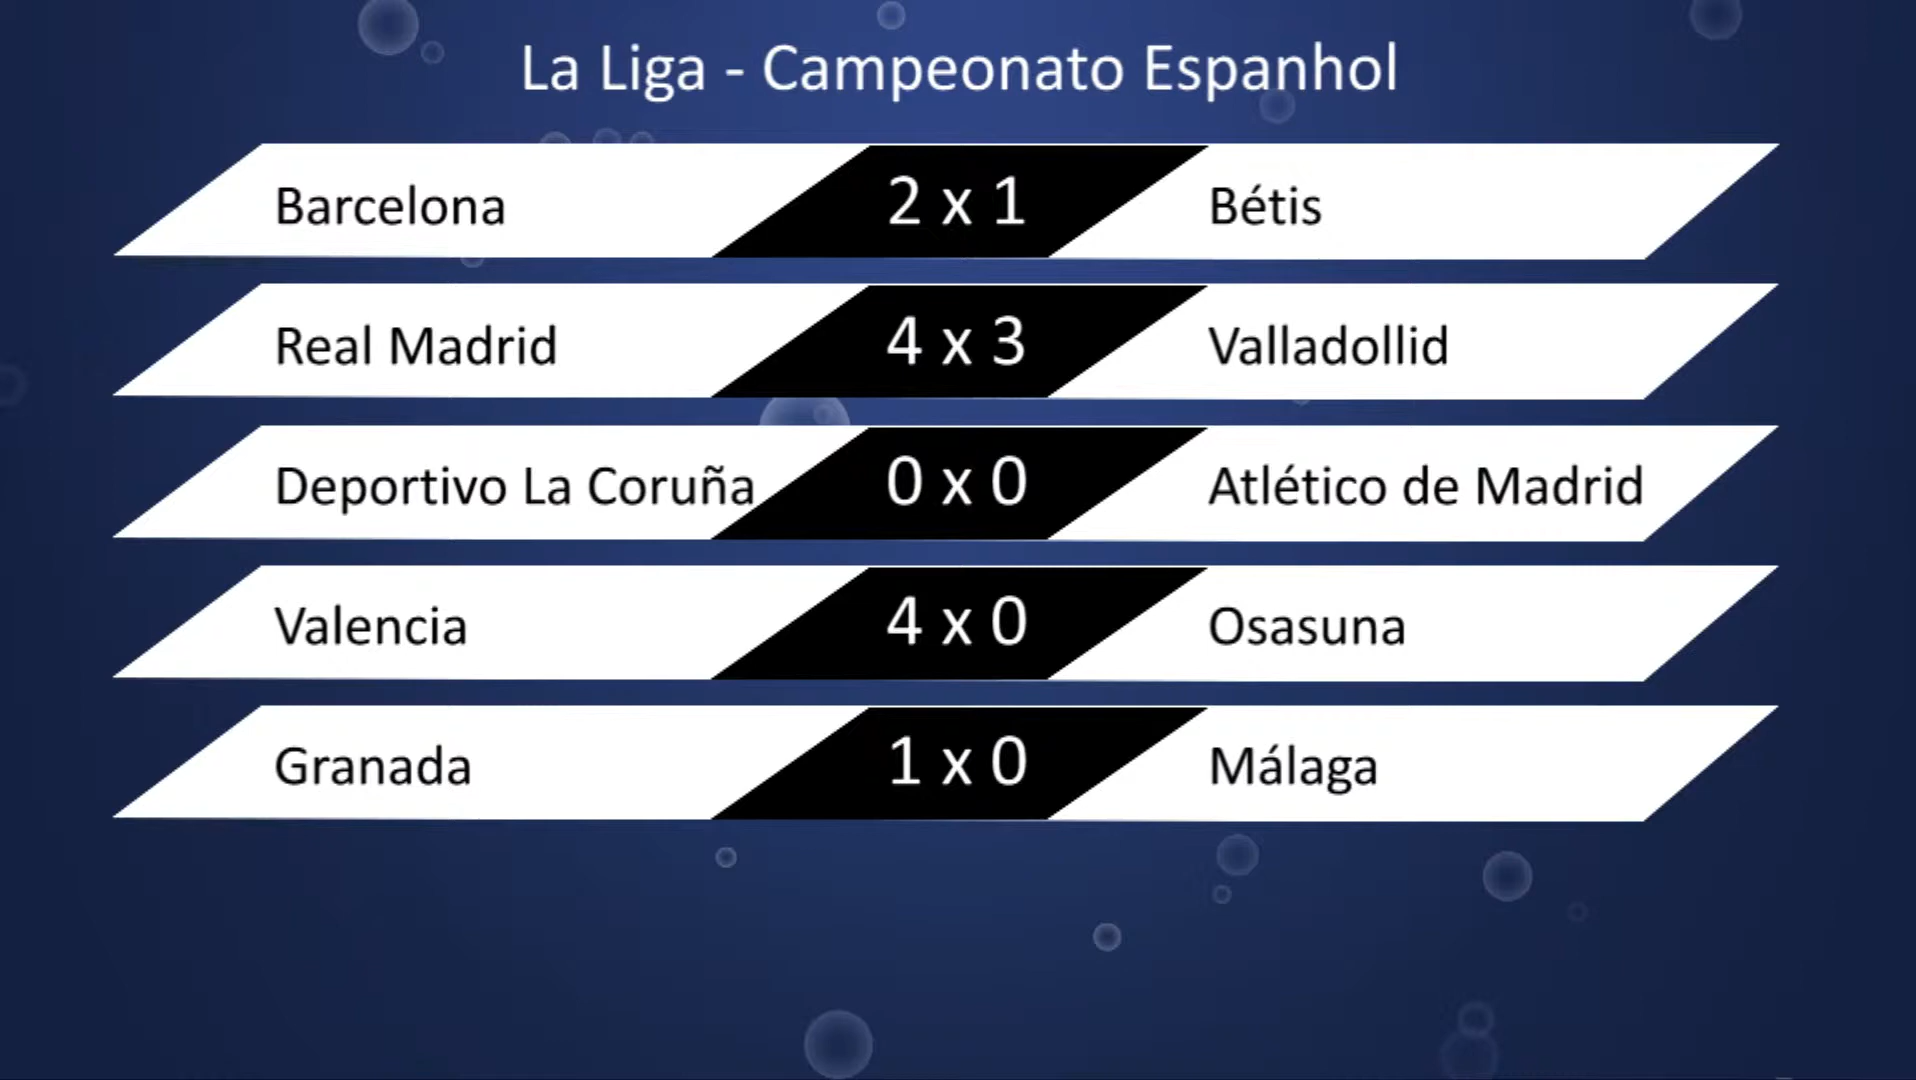 La Liga - Campeonato Espanhol
Barcelona 2 x 1 Bétis
Real Madrid 4 x 3 Valladollid
Deportivo La Coruña 0 x 0 Atlético de Madrid
Valencia 4 x 0 Osasuna
Granada 1 x 0 Málaga